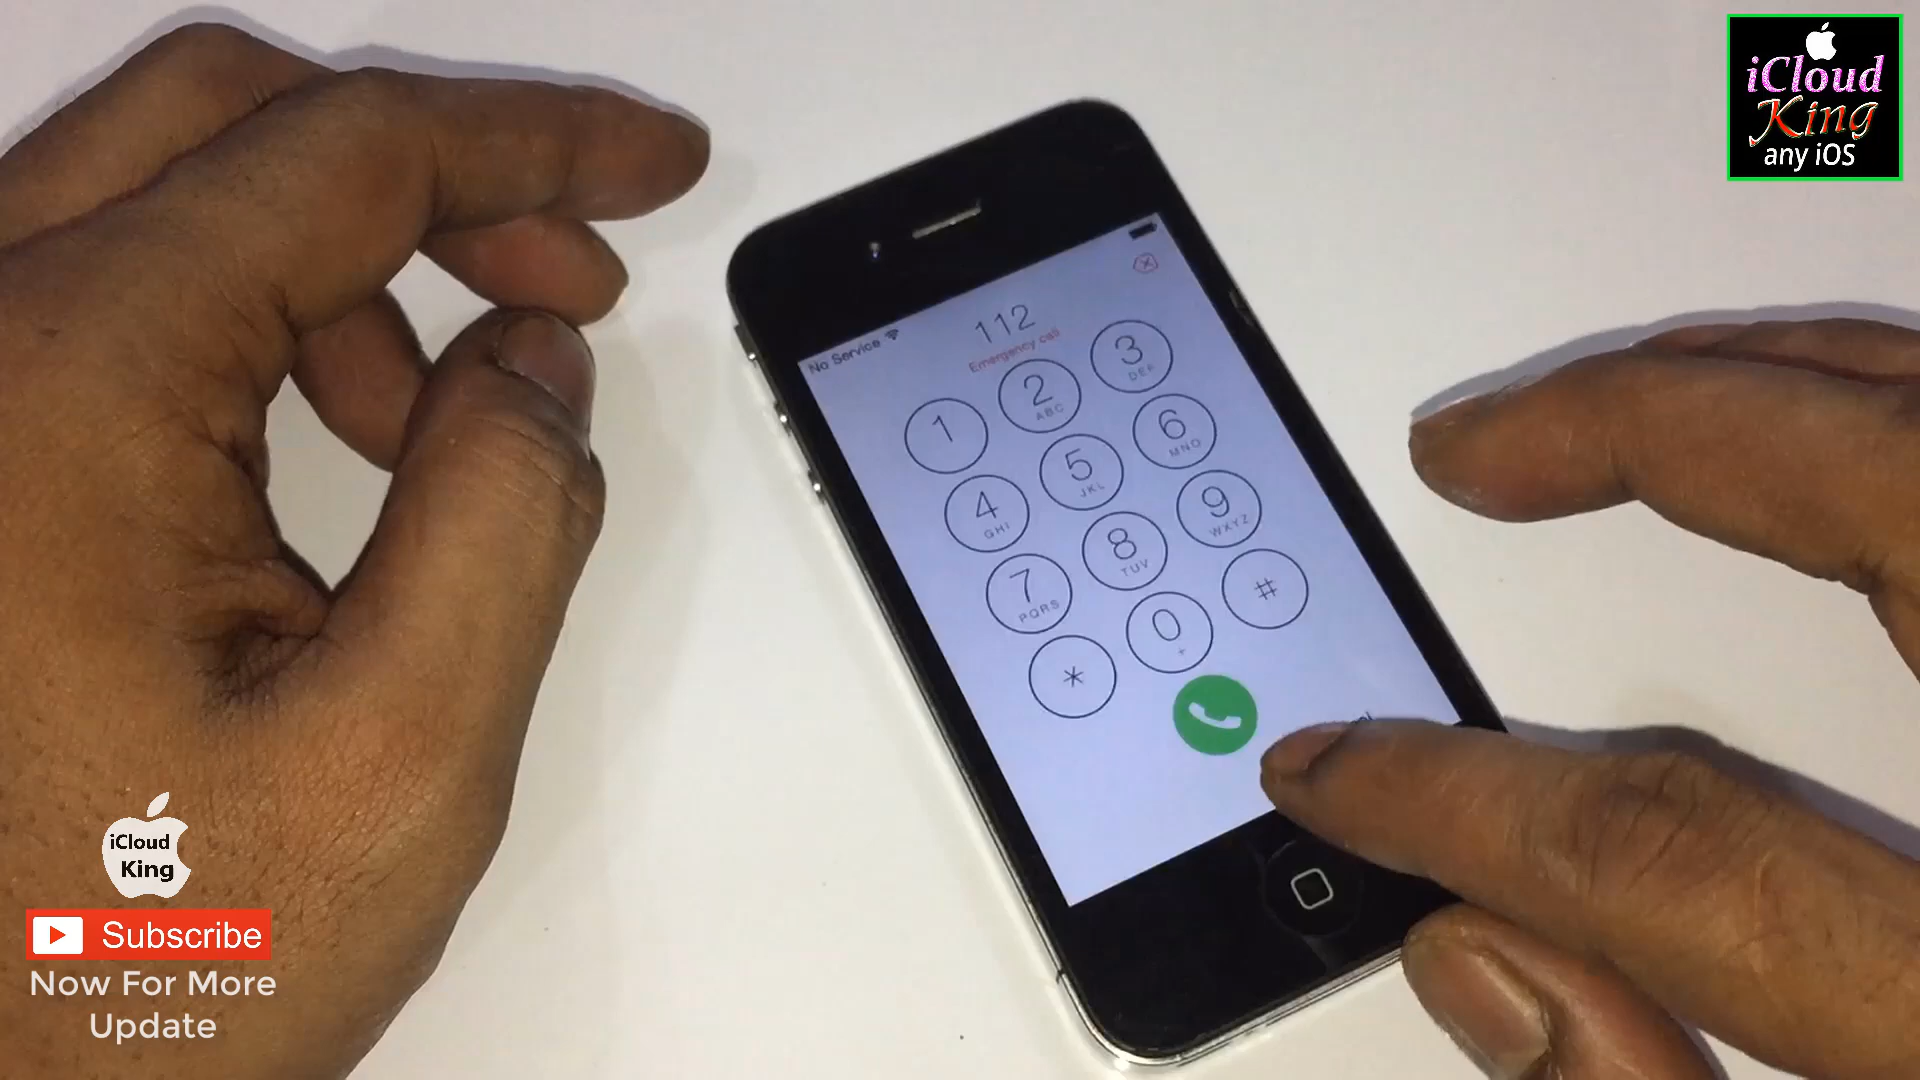 iCloud
King
any iOS
No Service
112
Emergency call
1
2
ABC
3
DEF
4
GHI
5
JKL
6
MNO
7
PQRS
8
TUV
9
WXYZ
*
0
+
#
iCloud
King
Subscribe
Now For More
Update